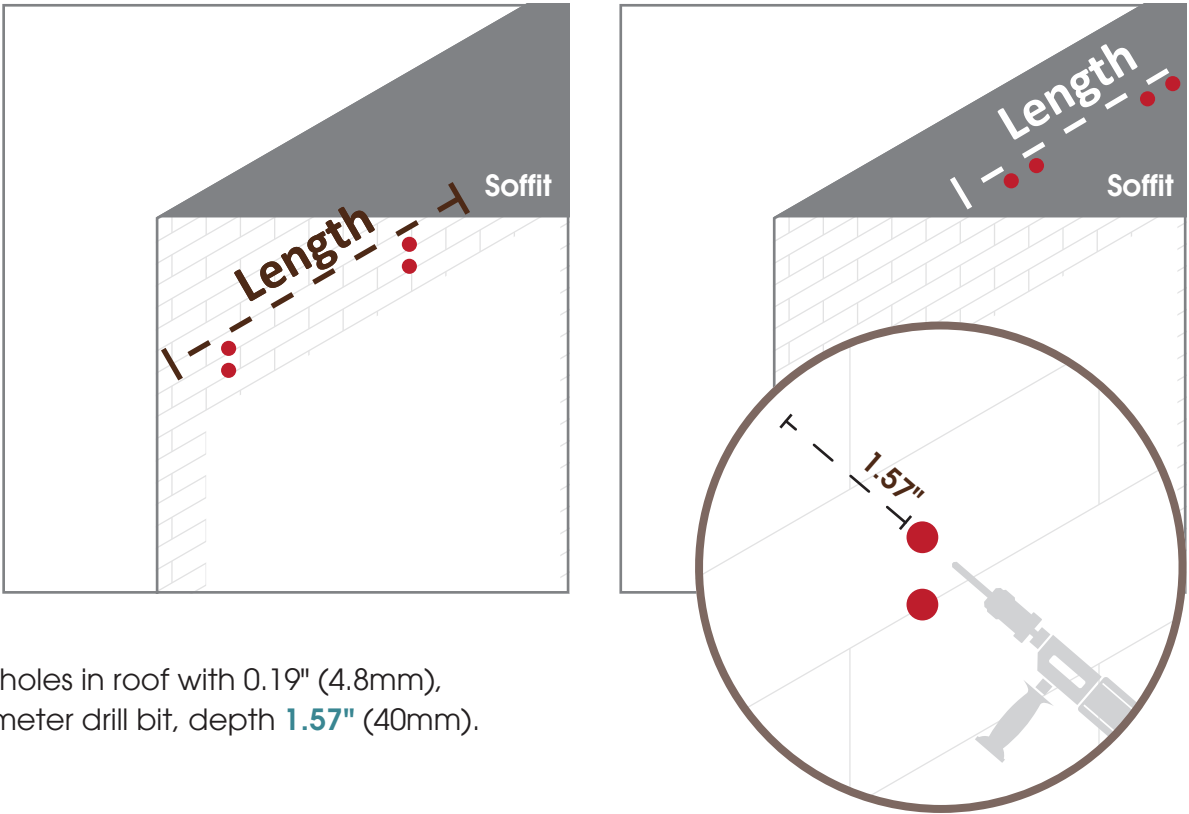 Length
Soffit
Length
Soffit
1.57"
holes in roof with 0.19" (4.8mm),
meter drill bit, depth 1.57" (40mm).